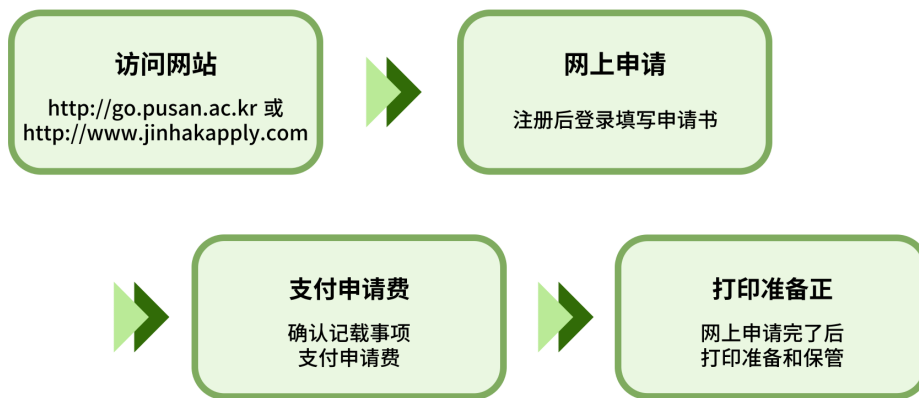 访问网站
http://go.pusan.ac.kr 或
http://www.jinhakapply.com
网上申请
注册后登录填写申请书
支付申请费
确认记载事项
支付申请费
打印准备正
网上申请完了后
打印准备和保管